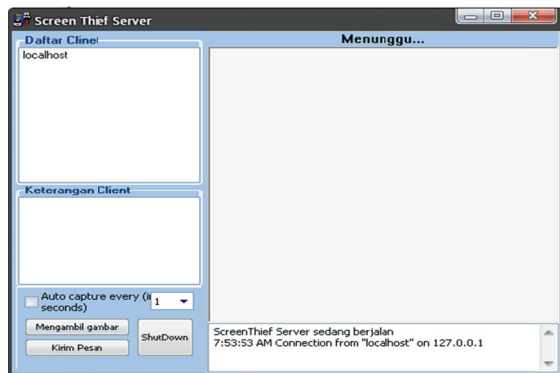 Screen Thief Server
Daftar Clinet
localhost
Menunggu...
Keterangan Client
Auto capture every (in
seconds)
1
Mengambil gambar
Kirim Pesan
ShutDown
ScreenThief Server sedang berjalan
7:53:53 AM Connection from "localhost" on 127.0.0.1